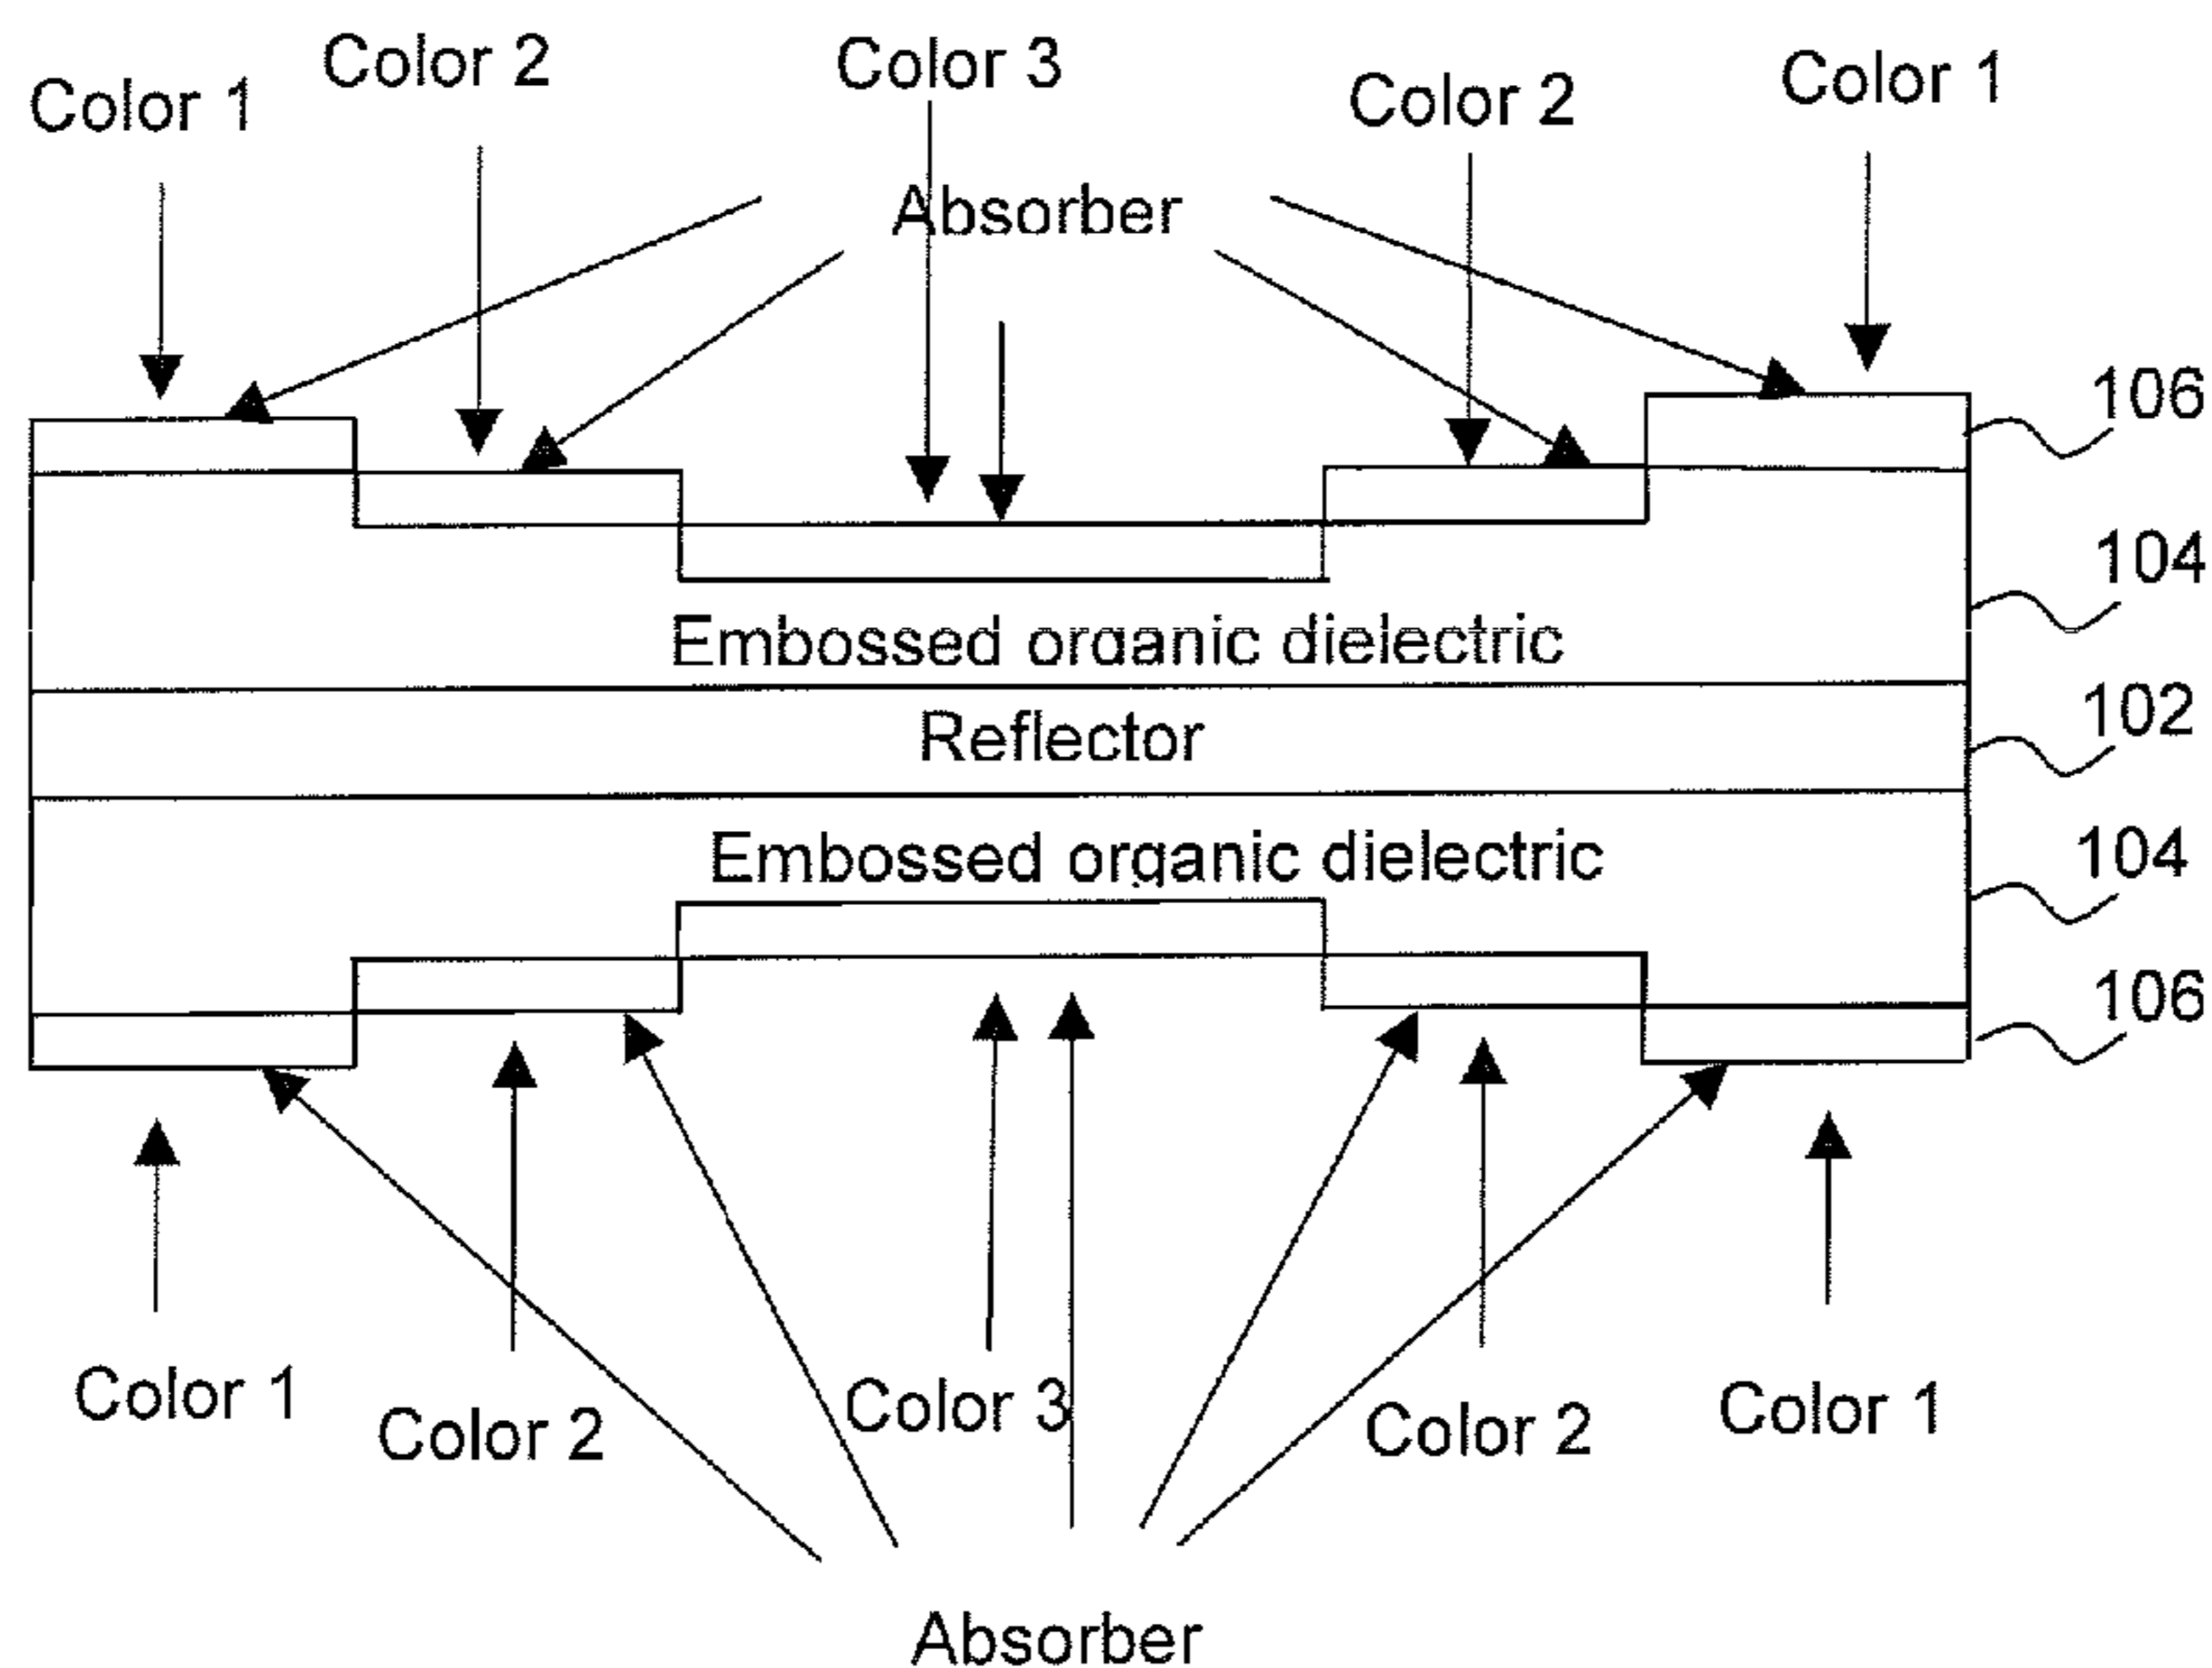 Color 1
Color 2
Color 3
Color 2
Color 1
Absorber
106
104
Embossed organic dielectric
102
Reflector
Embossed organic dielectric
104
106
Color 1
Color 2
Color 3
Color 2
Color 1
Absorber